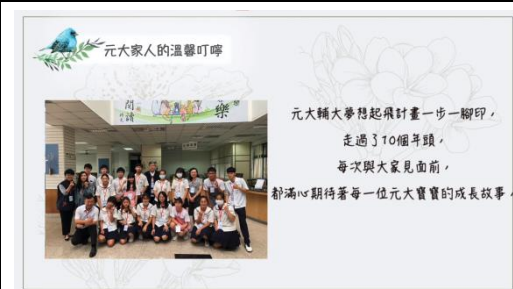 元大家人的溫馨叮嚀
閱讀
樂
元大輔大夢想起飛計畫一步一腳印，
走過了10個年頭，
每次與大家見面前，
都滿心期待著每一位元大寶寶的成長故事，